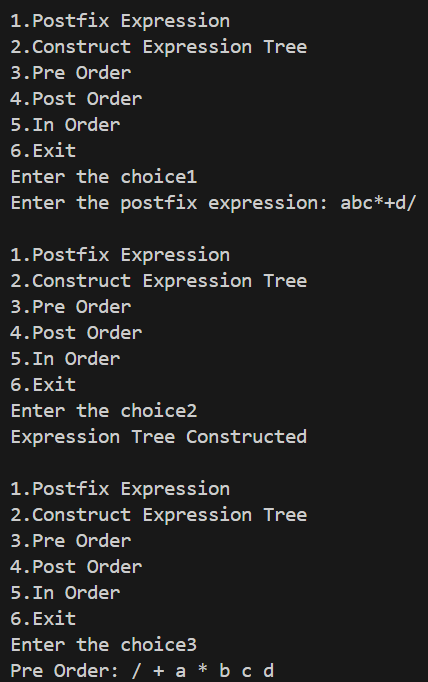 1.Postfix Expression
2.Construct Expression Tree
3.Pre Order
4.Post Order
5.In Order
6.Exit
Enter the choice1
Enter the postfix expression: abc*+d/
1.Postfix Expression
2.Construct Expression Tree
3.Pre Order
4.Post Order
5.In Order
6.Exit
Enter the choice2
Expression Tree Constructed
1.Postfix Expression
2.Construct Expression Tree
3.Pre Order
4.Post Order
5.In Order
6.Exit
Enter the choice3
Pre Order: / + a * b c d